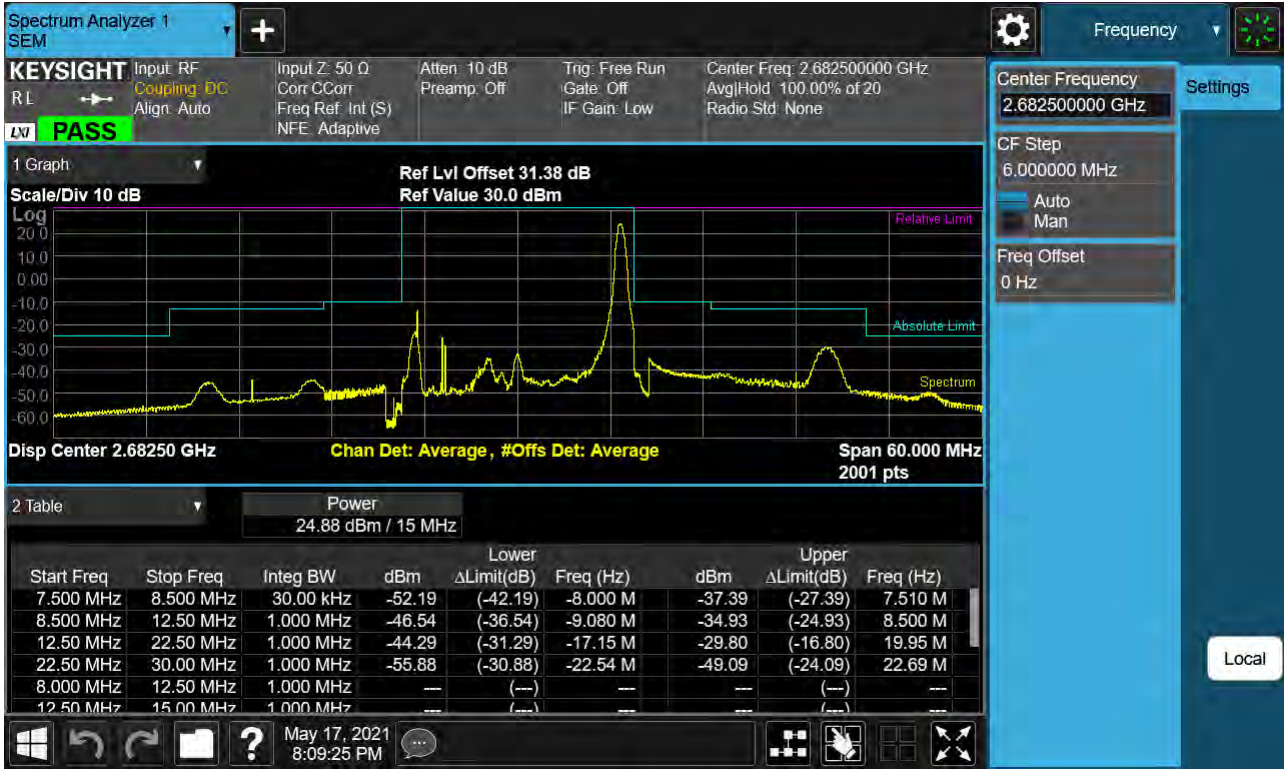 Spectrum Analyzer 1
SEM
+
Frequency
KEYSIGHT
R L
LXI
PASS
Input: RF
Coupling: DC
Align: Auto
Input Z: 50 Ω
Corr CCorr
Freq Ref: Int (S)
NFE: Adaptive
Atten: 10 dB
Preamp: Off
Trig: Free Run
Gate: Off
IF Gain: Low
Center Freq: 2.682500000 GHz
Avg|Hold: 100.00% of 20
Radio Std: None
Center Frequency
2.682500000 GHz
Settings
CF Step
6.000000 MHz
Auto
Man
Freq Offset
0 Hz
1 Graph
Scale/Div 10 dB
Ref Lvl Offset 31.38 dB
Ref Value 30.0 dBm
Log
20.0
10.0
0.00
-10.0
-20.0
-30.0
-40.0
-50.0
-60.0
Relative Limit
Absolute Limit
Spectrum
Disp Center 2.68250 GHz
Chan Det: Average , #Offs Det: Average
Span 60.000 MHz
2001 pts
2 Table
Power
24.88 dBm / 15 MHz
Lower Upper
Start Freq Stop Freq Integ BW dBm ΔLimit(dB) Freq (Hz) dBm ΔLimit(dB) Freq (Hz)
7.500 MHz 8.500 MHz 30.00 kHz -52.19 (-42.19) -8.000 M -37.39 (-27.39) 7.510 M
8.500 MHz 12.50 MHz 1.000 MHz -46.54 (-36.54) -9.080 M -34.93 (-24.93) 8.500 M
12.50 MHz 22.50 MHz 1.000 MHz -44.29 (-31.29) -17.15 M -29.80 (-16.80) 19.95 M
22.50 MHz 30.00 MHz 1.000 MHz -55.88 (-30.88) -22.54 M -49.09 (-24.09) 22.69 M
8.000 MHz 12.50 MHz 1.000 MHz --- (---) --- --- (---) ---
12.50 MHz 15.00 MHz 1.000 MHz --- (---) --- --- (---) ---
Local
?
May 17, 2021
8:09:25 PM